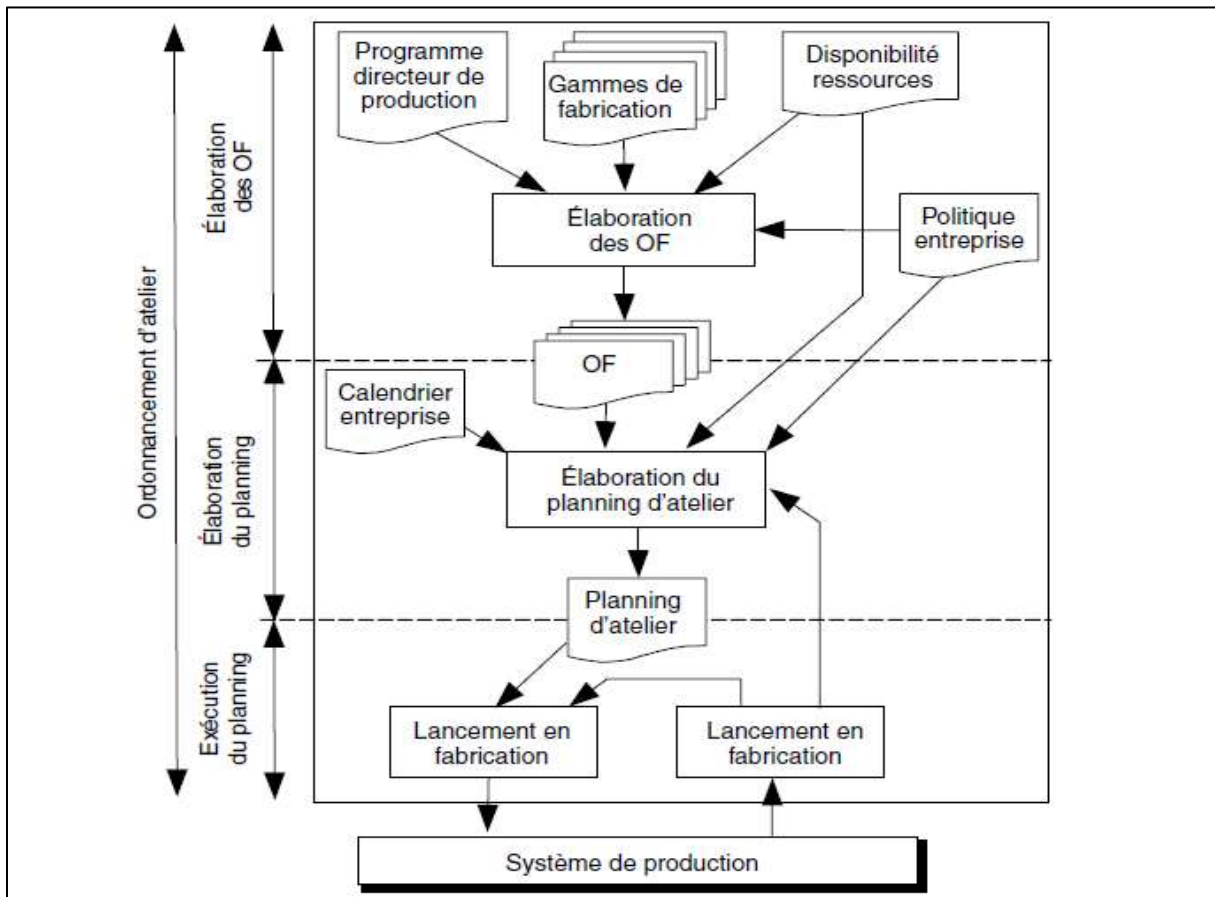 Programme
directeur de
production
Gammes de
fabrication
Disponibilité
ressources
Élaboration
des OF
Élaboration
des OF
Politique
entreprise
Ordonnancement d'atelier
OF
Calendrier
entreprise
Élaboration
du planning
Élaboration du
planning d'atelier
Planning
d'atelier
Exécution
du planning
Lancement en
fabrication
Lancement en
fabrication
Système de production